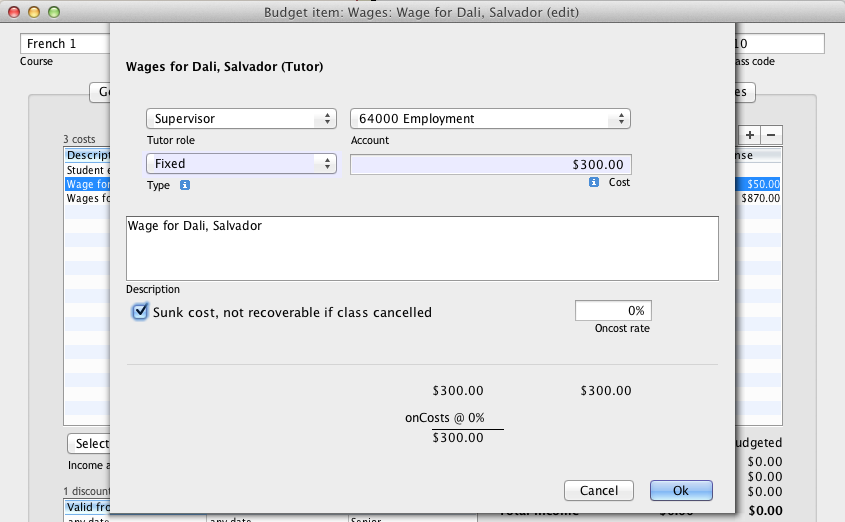 Budget item: Wages: Wage for Dali, Salvador (edit)
French 1
Course
10
ass code
Wages for Dali, Salvador (Tutor)
Supervisor
64000 Employment
Tutor role
Account
Fixed
$300.00
Type
Cost
Wage for Dali, Salvador
Description
Sunk cost, not recoverable if class cancelled
0%
Oncost rate
$300.00 $300.00
onCosts @ 0%
$300.00
Cancel
Ok
3 costs
Descript
nse
Student e
Wage for
$50.00
Wages fo
$870.00
Select
Income a
udgeted
$0.00
$0.00
$0.00
1 discount
Valid fro
Total Income $0.00 $0.00
any date any date Senior